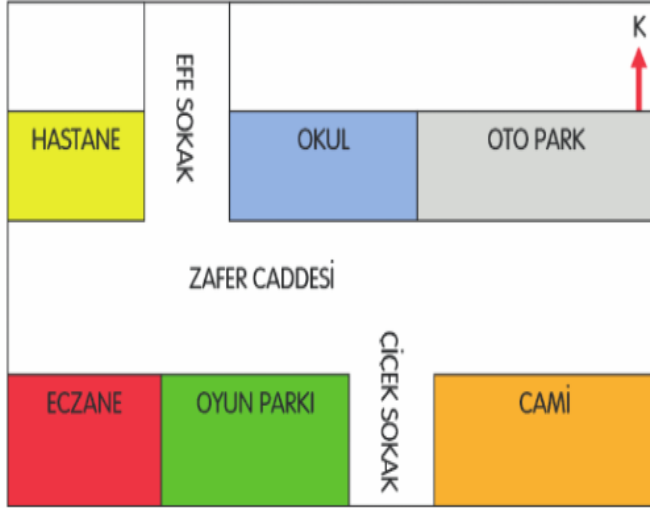 K
EFE SOKAK
HASTANE
OKUL
OTO PARK
ZAFER CADDESİ
ÇİÇEK SOKAK
ECZANE
OYUN PARKI
CAMİ